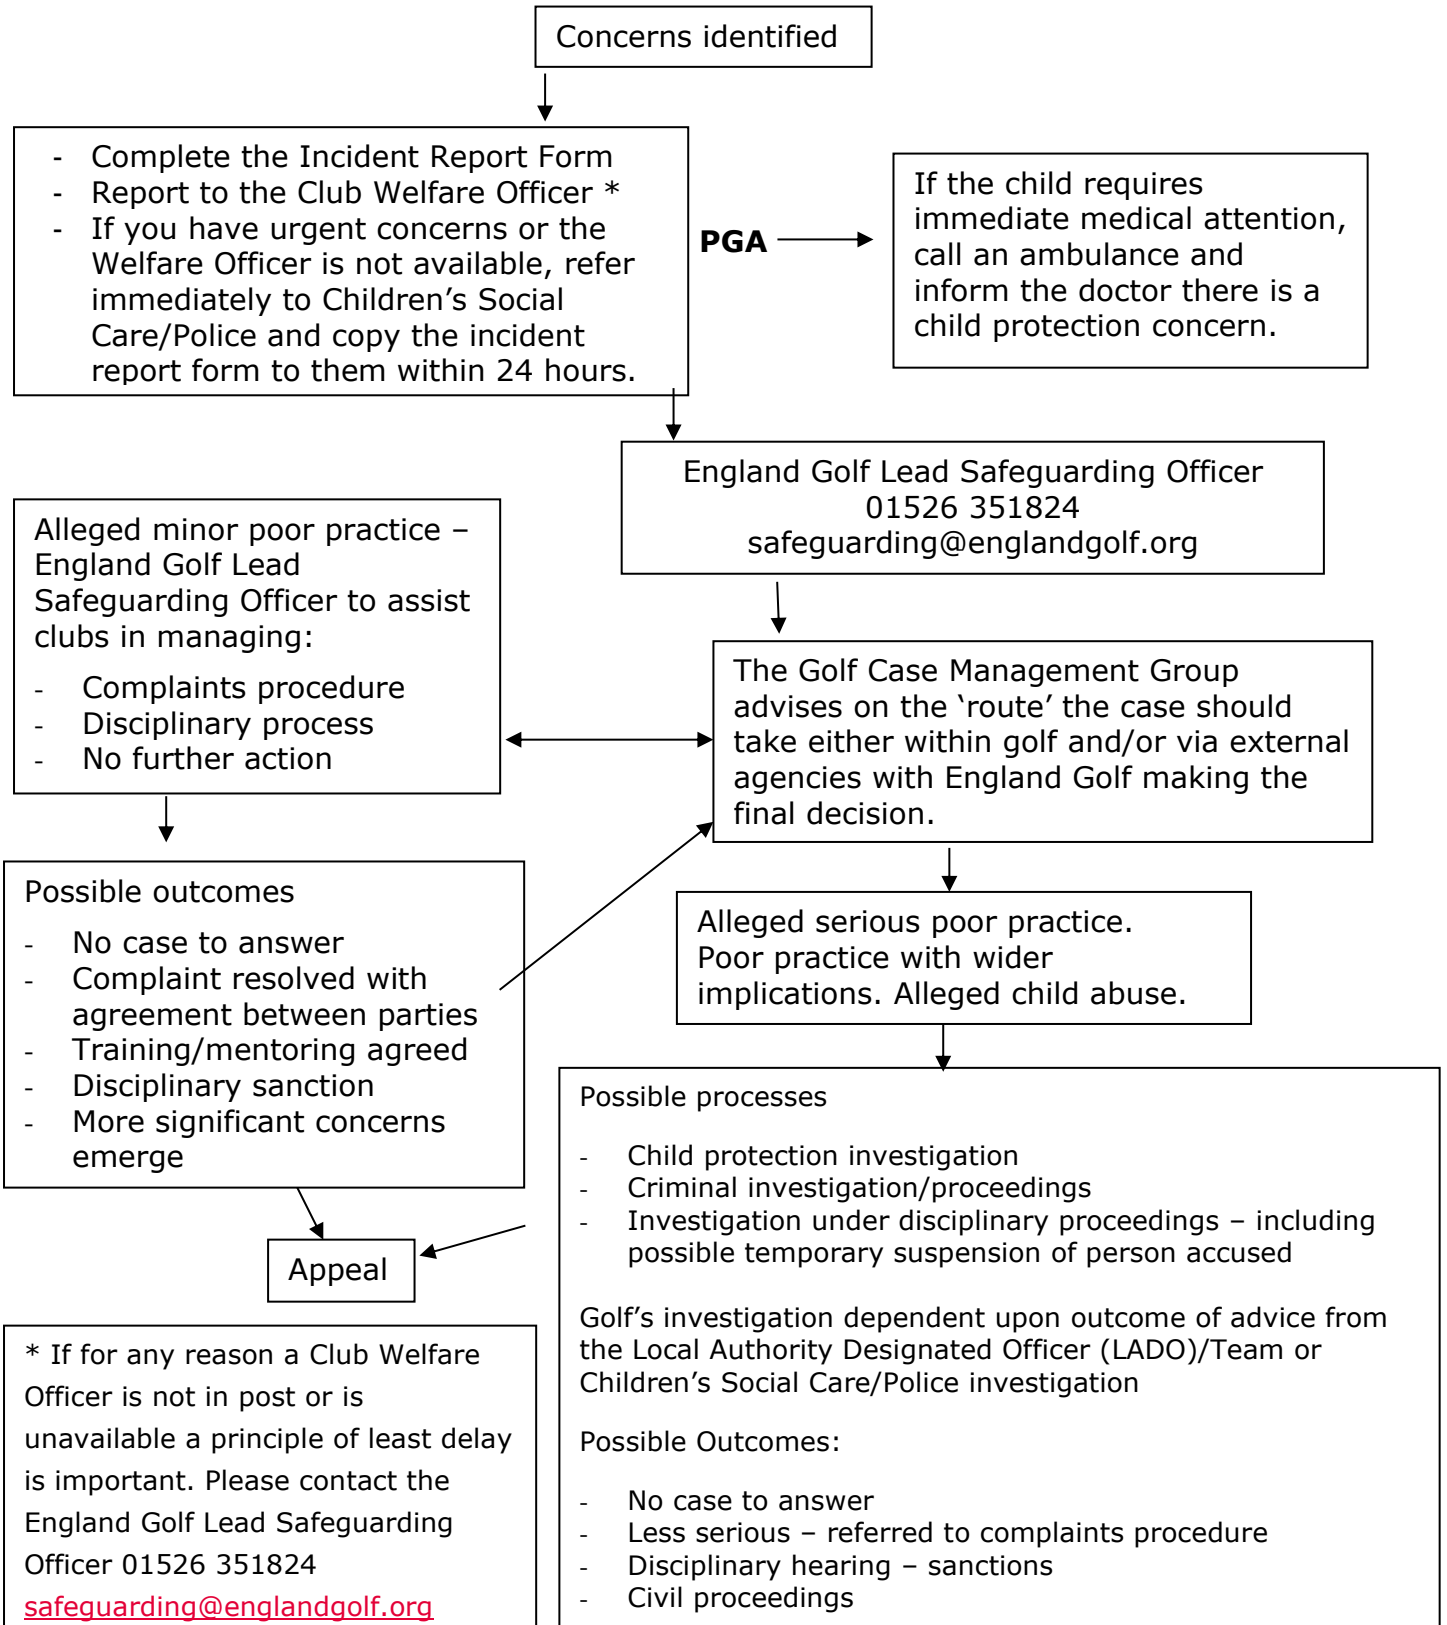 Concerns identified
- Complete the Incident Report Form
- Report to the Club Welfare Officer *
- If you have urgent concerns or the
Welfare Officer is not available, refer
immediately to Children’s Social
Care/Police and copy the incident
report form to them within 24 hours.
PGA
If the child requires
immediate medical attention,
call an ambulance and
inform the doctor there is a
child protection concern.
England Golf Lead Safeguarding Officer
01526 351824
safeguarding@englandgolf.org
Alleged minor poor practice –
England Golf Lead
Safeguarding Officer to assist
clubs in managing:
- Complaints procedure
- Disciplinary process
- No further action
The Golf Case Management Group
advises on the ‘route’ the case should
take either within golf and/or via external
agencies with England Golf making the
final decision.
Possible outcomes
- No case to answer
- Complaint resolved with
agreement between parties
- Training/mentoring agreed
- Disciplinary sanction
- More significant concerns
emerge
Alleged serious poor practice.
Poor practice with wider
implications. Alleged child abuse.
Possible processes
- Child protection investigation
- Criminal investigation/proceedings
- Investigation under disciplinary proceedings – including
possible temporary suspension of person accused
Golf’s investigation dependent upon outcome of advice from
the Local Authority Designated Officer (LADO)/Team or
Children’s Social Care/Police investigation
Possible Outcomes:
- No case to answer
- Less serious – referred to complaints procedure
- Disciplinary hearing – sanctions
- Civil proceedings
Appeal
* If for any reason a Club Welfare
Officer is not in post or is
unavailable a principle of least delay
is important. Please contact the
England Golf Lead Safeguarding
Officer 01526 351824
safeguarding@englandgolf.org